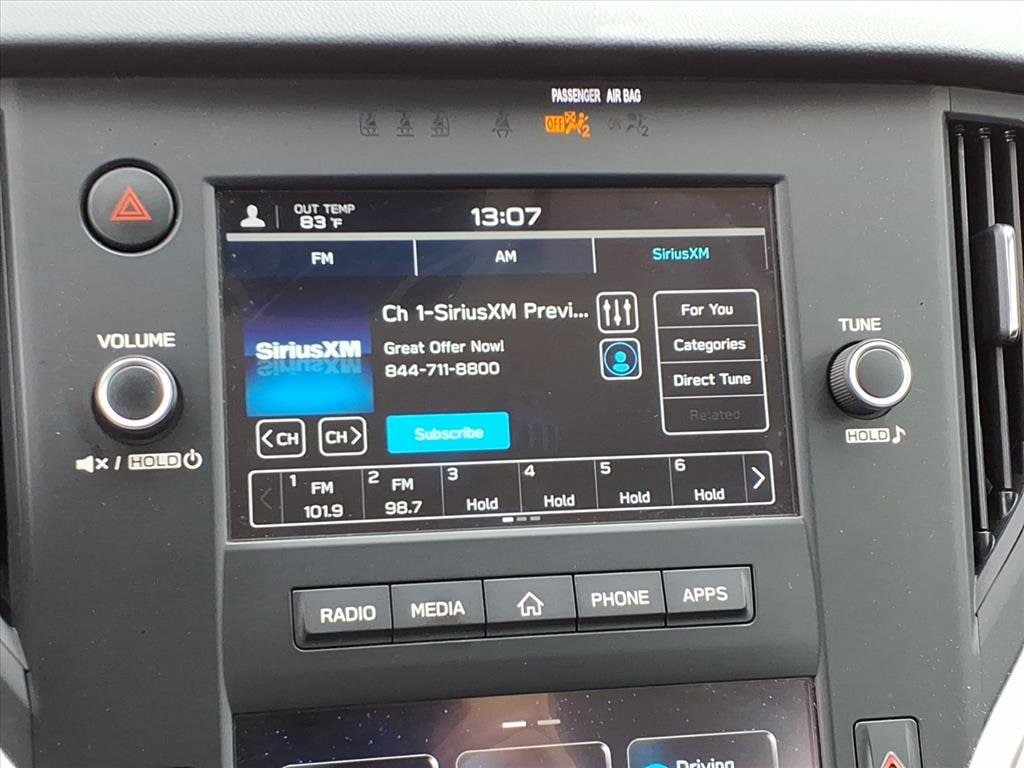 PASSENGER AIR BAG
OFF 2 ON 2
OUT TEMP
83 °F
13:07
FM
AM
SiriusXM
Ch 1-SiriusXM Previ...
For You
SiriusXM
Great Offer Now!
844-711-8800
Categories
Direct Tune
Related
< CH
CH >
Subscribe
1 FM 101.9
2 FM 98.7
3 Hold
4 Hold
5 Hold
6 Hold
VOLUME
HOLD
TUNE
HOLD
RADIO
MEDIA
PHONE
APPS
Driving